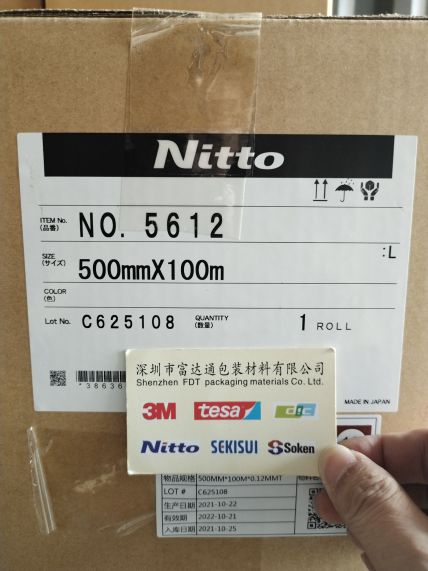 Nitto
ITEM No.
(品番)
NO. 5612
:L
SIZE
(サイズ)
500mmX100m
COLOR
(色)
Lot No. C625108
QUANTITY
(数量)
1 ROLL
MADE IN JAPAN
深圳市富达通包装材料有限公司
Shenzhen FDT packaging materials Co. Ltd.
3M tesa dic
Nitto SEKISUI Soken
物品规格 500MM*100M*0.12MMT
LOT # C625108
生产日期 2021-10-22
有效期 2022-10-21
入库日期 2021-10-25